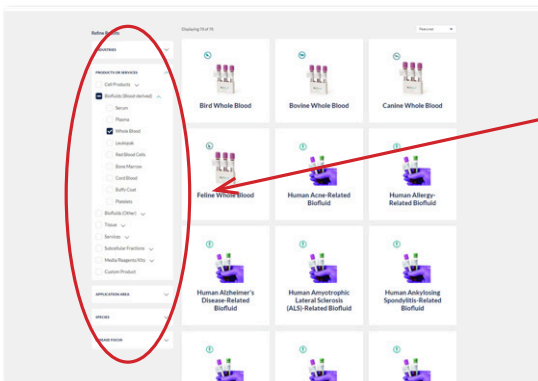 Refine Results
Displaying 19 of 70
Featured
INDUSTRIES
PRODUCTS OR SERVICES
Cell Products
Biofluids (Blood derived)
Serum
Plasma
Whole Blood
Leukopak
Red Blood Cells
Bone Marrow
Cord Blood
Buffy Coat
Platelets
Biofluids (Other)
Tissue
Services
Subcellular Fractions
Media/Reagents/Kits
Custom Product
APPLICATION AREA
SPECIES
DISEASE FOCUS
Bird Whole Blood
Bovine Whole Blood
Canine Whole Blood
Feline Whole Blood
Human Acne-Related
Biofluid
Human Allergy-
Related Biofluid
Human Alzheimer's
Disease-Related
Biofluid
Human Amyotrophic
Lateral Sclerosis
(ALS)-Related Biofluid
Human Ankylosing
Spondylitis-Related
Biofluid